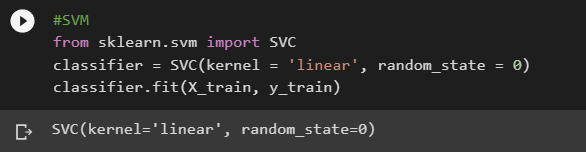 #SVM
from sklearn.svm import SVC
classifier = SVC(kernel = 'linear', random_state = 0)
classifier.fit(X_train, y_train)
SVC(kernel='linear', random_state=0)